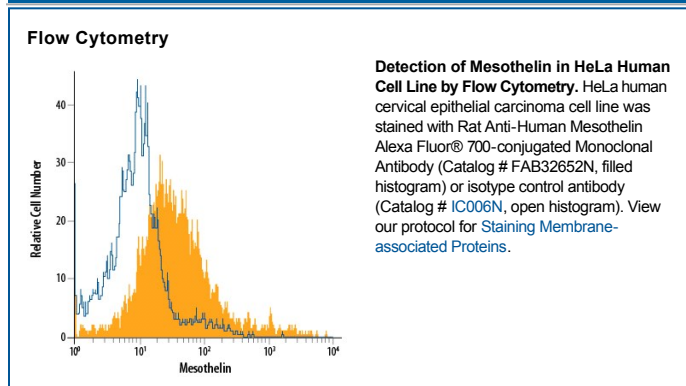 Flow Cytometry
Detection of Mesothelin in HeLa Human
Cell Line by Flow Cytometry. HeLa human
cervical epithelial carcinoma cell line was
stained with Rat Anti-Human Mesothelin
Alexa Fluor® 700-conjugated Monoclonal
Antibody (Catalog # FAB32652N, filled
histogram) or isotype control antibody
(Catalog # IC006N, open histogram). View
our protocol for Staining Membrane-
associated Proteins.
Relative Cell Number
40
30
20
10
0
10⁰ 10¹ 10² 10³ 10⁴
Mesothelin